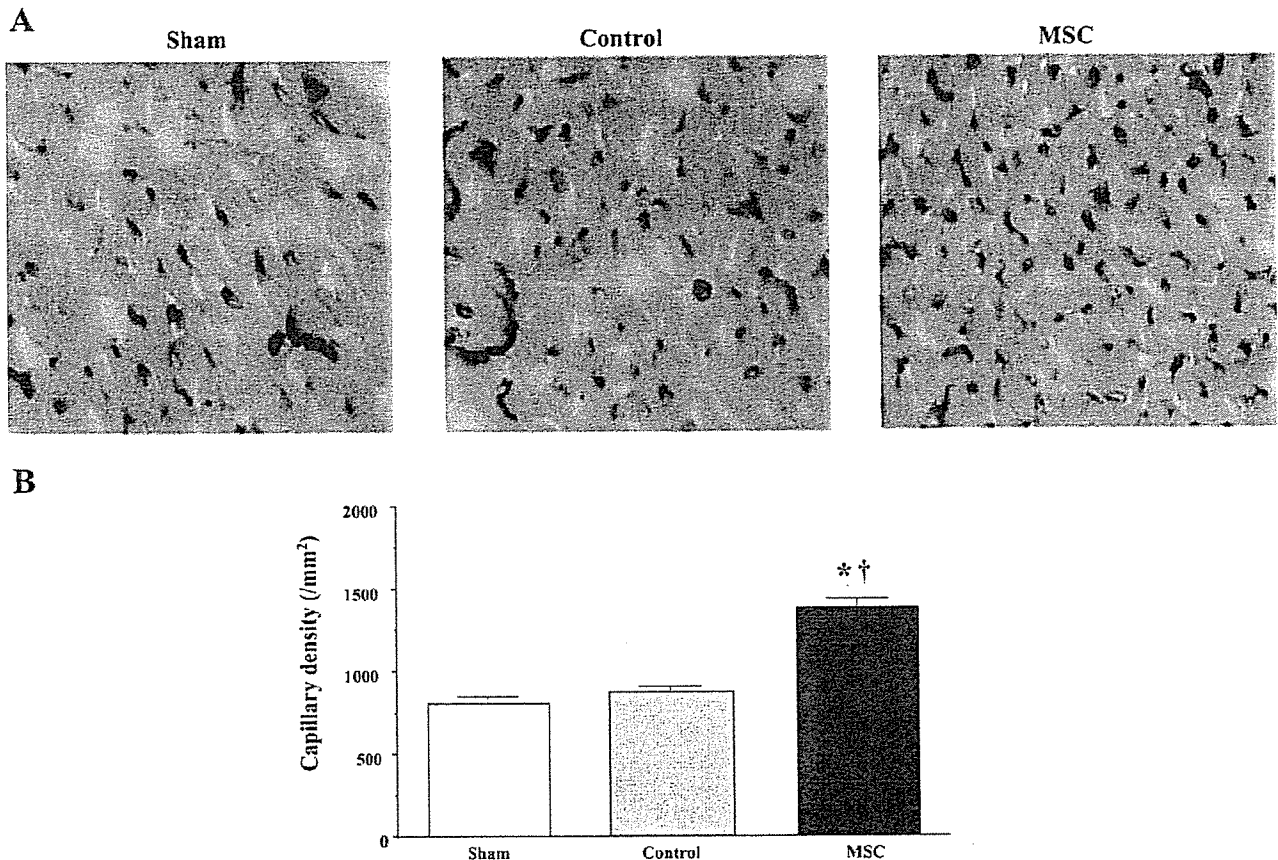 A
Sham
Control
MSC
B
Capillary density (/mm²)
2000
1500
1000
500
0
*†
Sham
Control
MSC